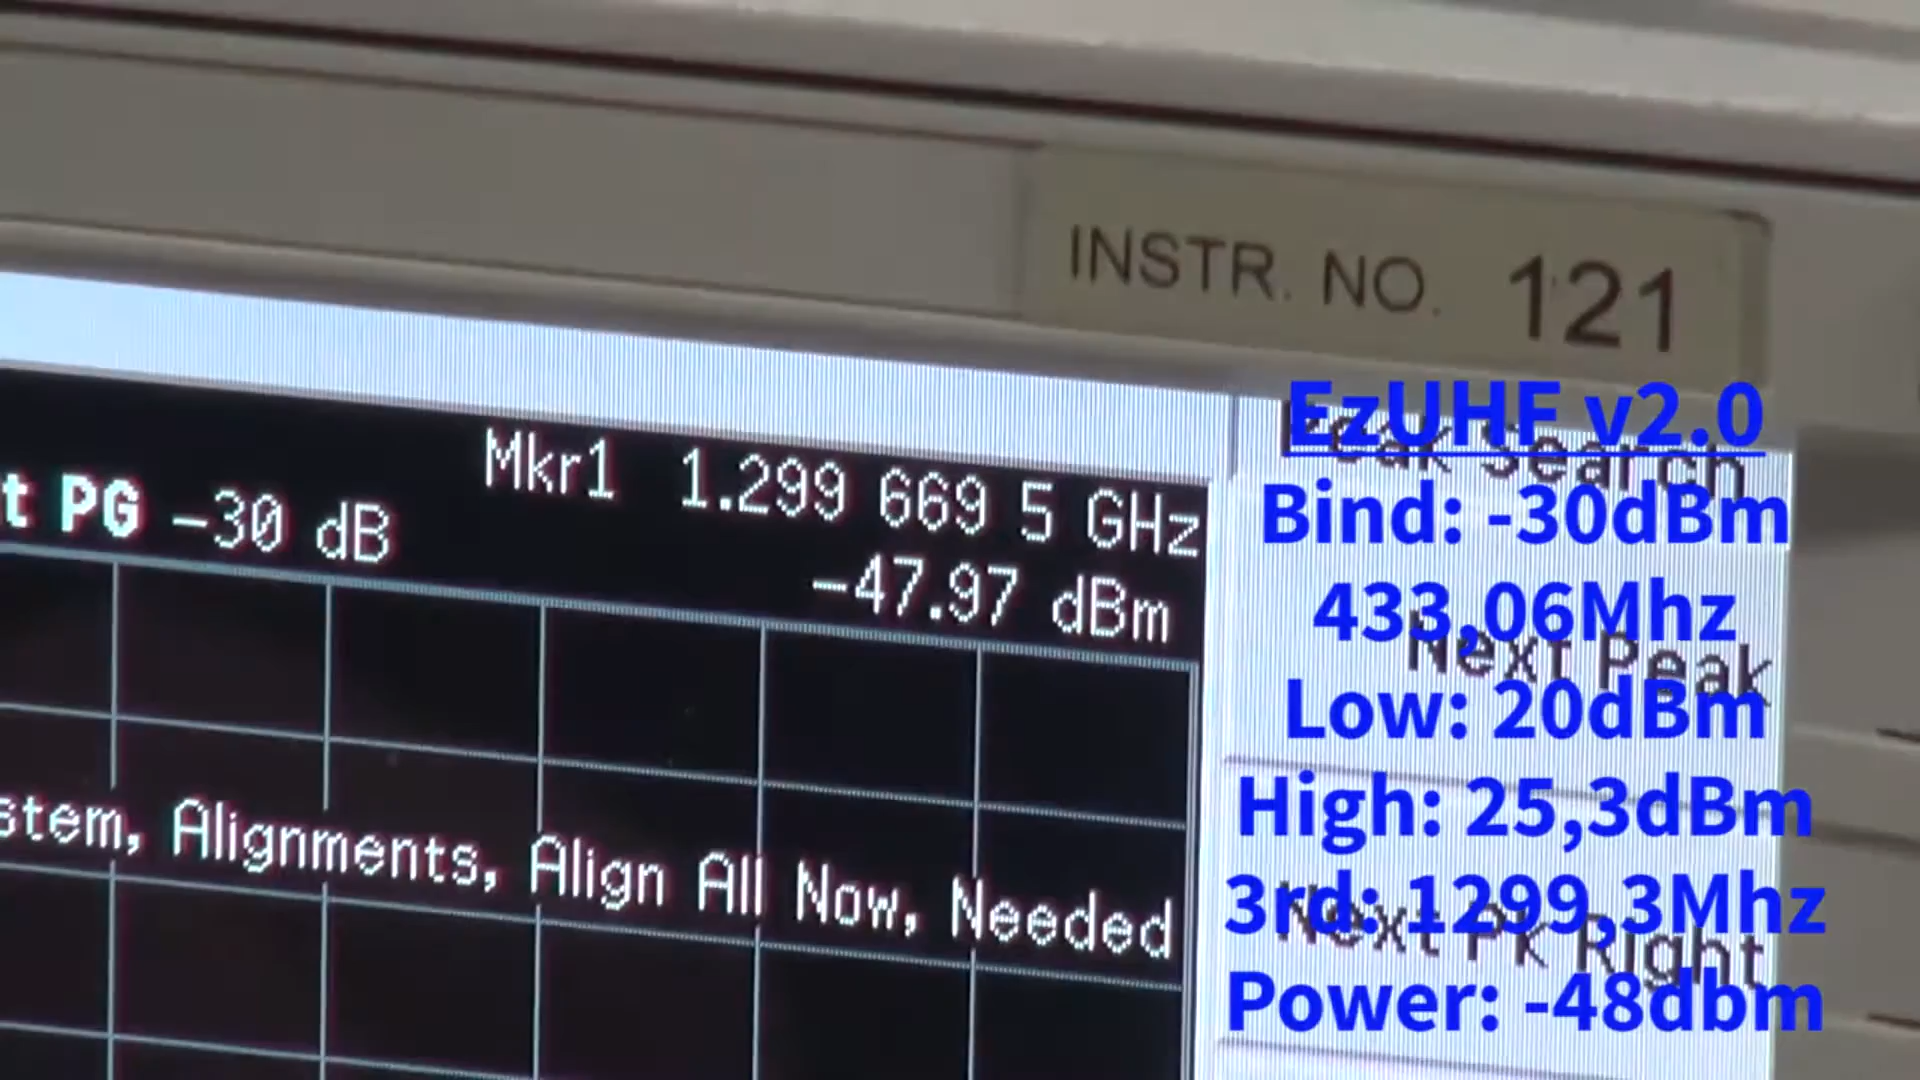 INSTR. NO. 121
Mkr1 1.299 669 5 GHz
t PG -30 dB
-47.97 dBm
stem, Alignments, Align All Now, Needed
Peak Search
Next Peak
Next Pk Right
EzUHF v2.0
Bind: -30dBm
433,06Mhz
Low: 20dBm
High: 25,3dBm
3rd: 1299,3Mhz
Power: -48dbm